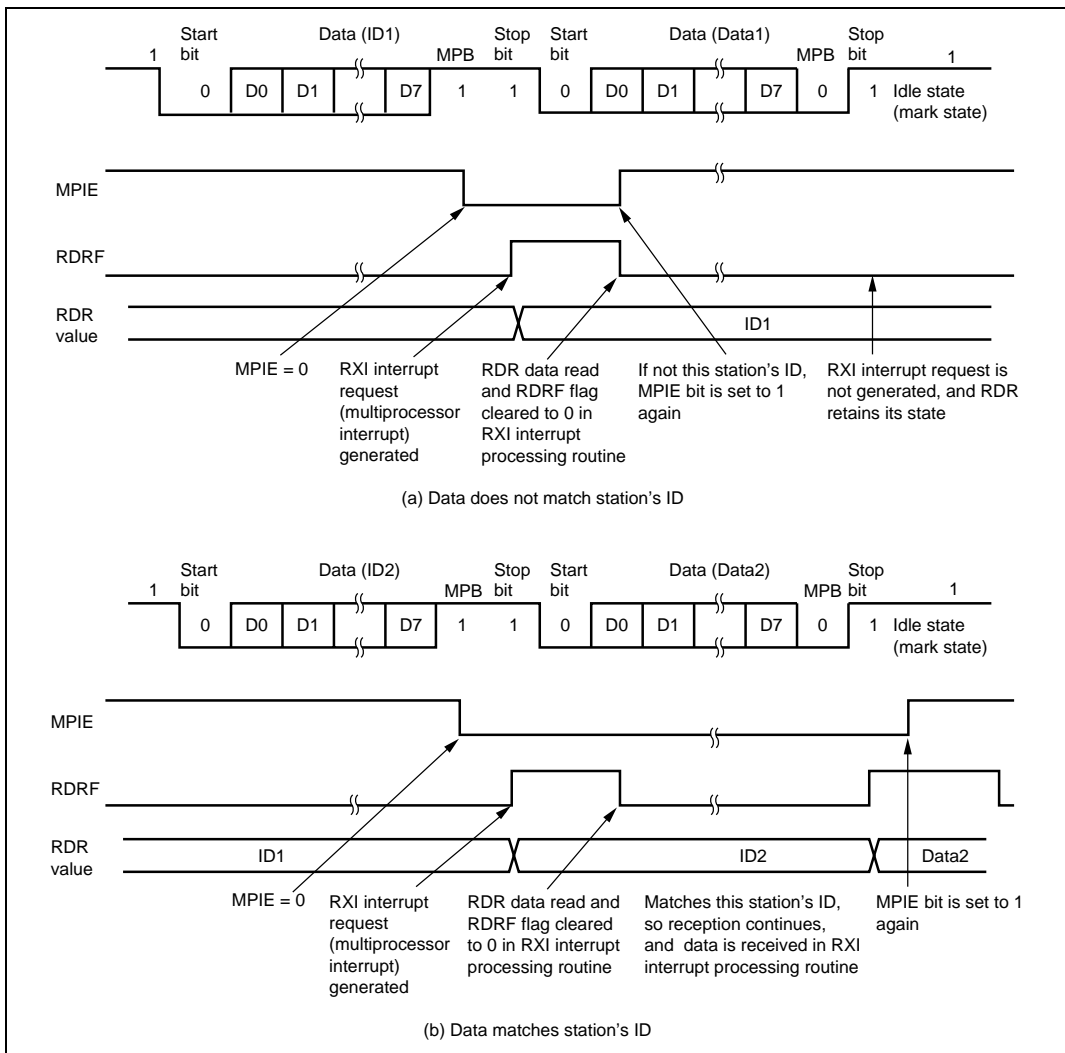 Start bit Data (ID1) MPB Stop bit Start bit Data (Data1) MPB Stop bit
1 0 D0 D1 D7 1 1 0 D0 D1 D7 0 1 1
Idle state (mark state)
MPIE
RDRF
RDR value
ID1
MPIE = 0
RXI interrupt
request
(multiprocessor
interrupt)
generated
RDR data read
and RDRF flag
cleared to 0 in
RXI interrupt
processing routine
If not this station's ID,
MPIE bit is set to 1
again
RXI interrupt request is
not generated, and RDR
retains its state
(a) Data does not match station's ID
Start bit Data (ID2) MPB Stop bit Start bit Data (Data2) MPB Stop bit
1 0 D0 D1 D7 1 1 0 D0 D1 D7 0 1 1
Idle state (mark state)
MPIE
RDRF
RDR value
ID1 ID2 Data2
MPIE = 0
RXI interrupt
request
(multiprocessor
interrupt)
generated
RDR data read and
RDRF flag cleared
to 0 in RXI interrupt
processing routine
Matches this station's ID,
so reception continues,
and data is received in RXI
interrupt processing routine
MPIE bit is set to 1
again
(b) Data matches station's ID